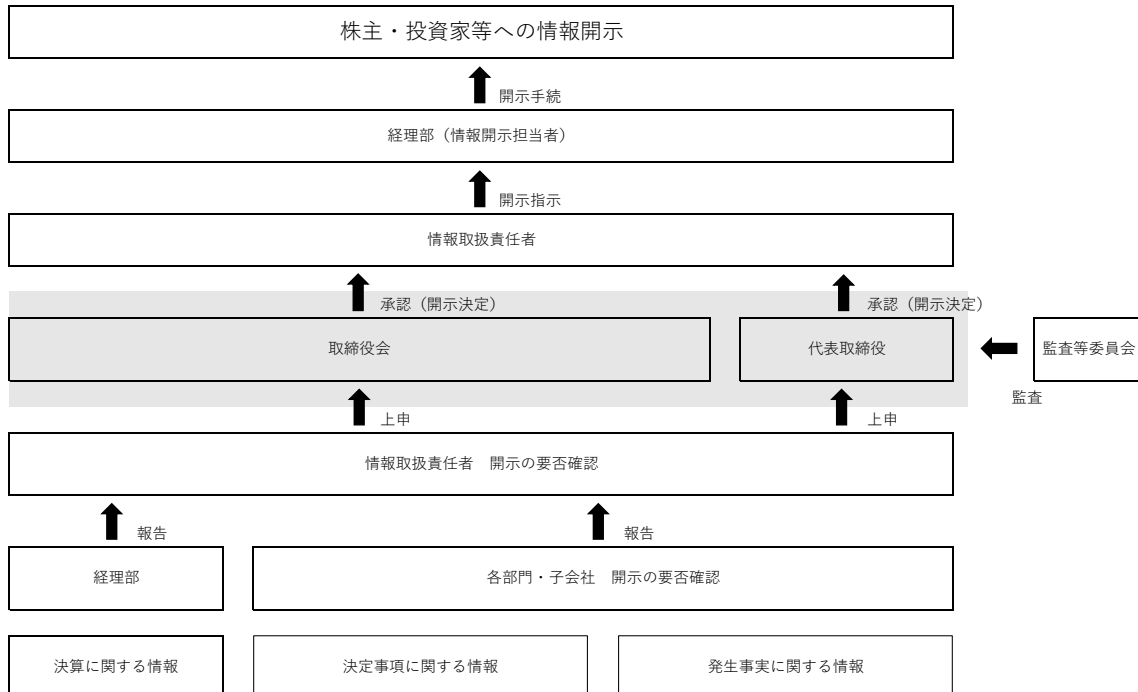 株主・投資家等への情報開示
開示手続
経理部（情報開示担当者）
開示指示
情報取扱責任者
承認（開示決定）
承認（開示決定）
取締役会
代表取締役
監査等委員会
監査
上申
上申
情報取扱責任者　開示の要否確認
報告
報告
経理部
各部門・子会社　開示の要否確認
決算に関する情報
決定事項に関する情報
発生事実に関する情報